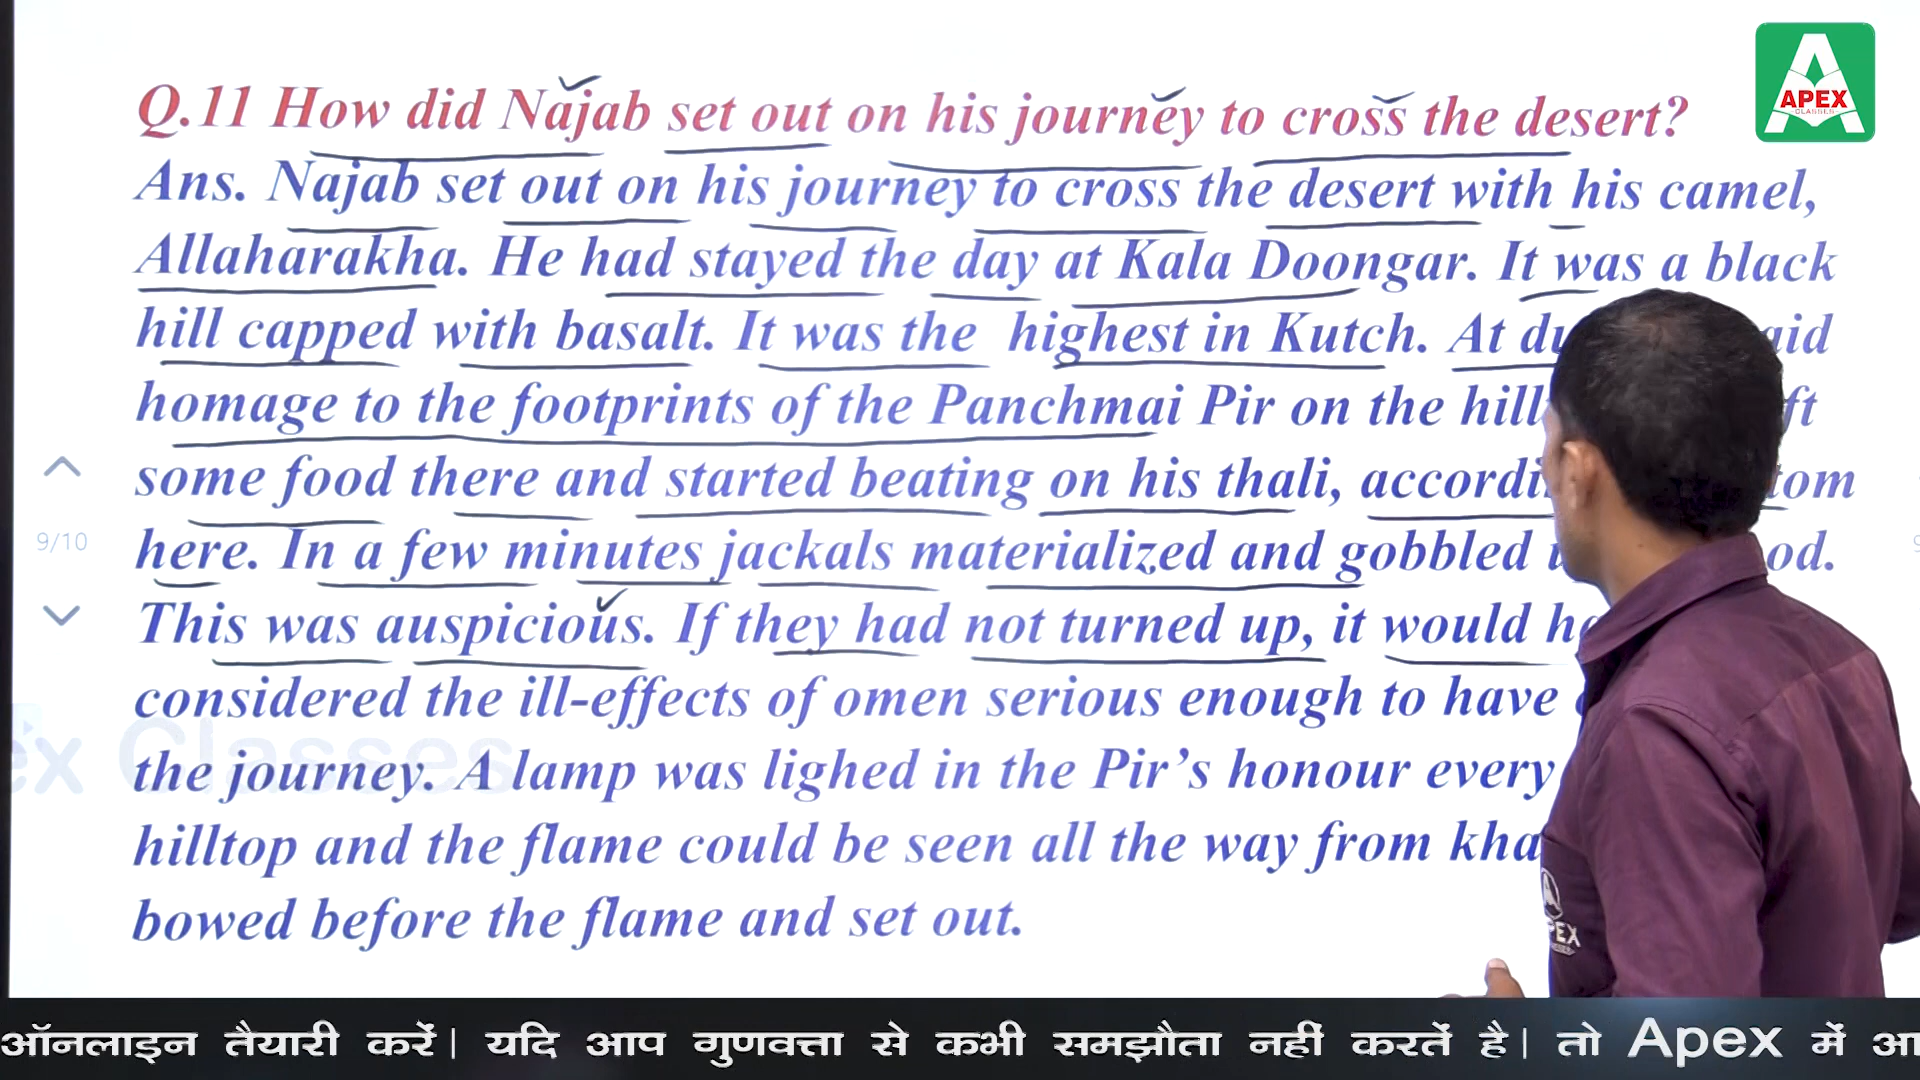 Q.11 How did Najab set out on his journey to cross the desert?
Ans. Najab set out on his journey to cross the desert with his camel,
Allaharakha. He had stayed the day at Kala Doongar. It was a black
hill capped with basalt. It was the highest in Kutch. At
homage to the footprints of the Panchmai Pir on the
some food there and started beating on his thali,
here. In a few minutes jackals materialized and gobbled
This was auspicious. If they had not turned up, it would
considered the ill-effects of omen serious enough to have
the journey. A lamp was lighed in the Pir's honour every
hilltop and the flame could be seen all the way from
bowed before the flame and set out.
9/10
APEX
CLASSES
ex Classes
ऑनलाइन तैयारी करें| यदि आप गुणवत्ता से कभी समझौता नहीं करतें है| तो Apex में